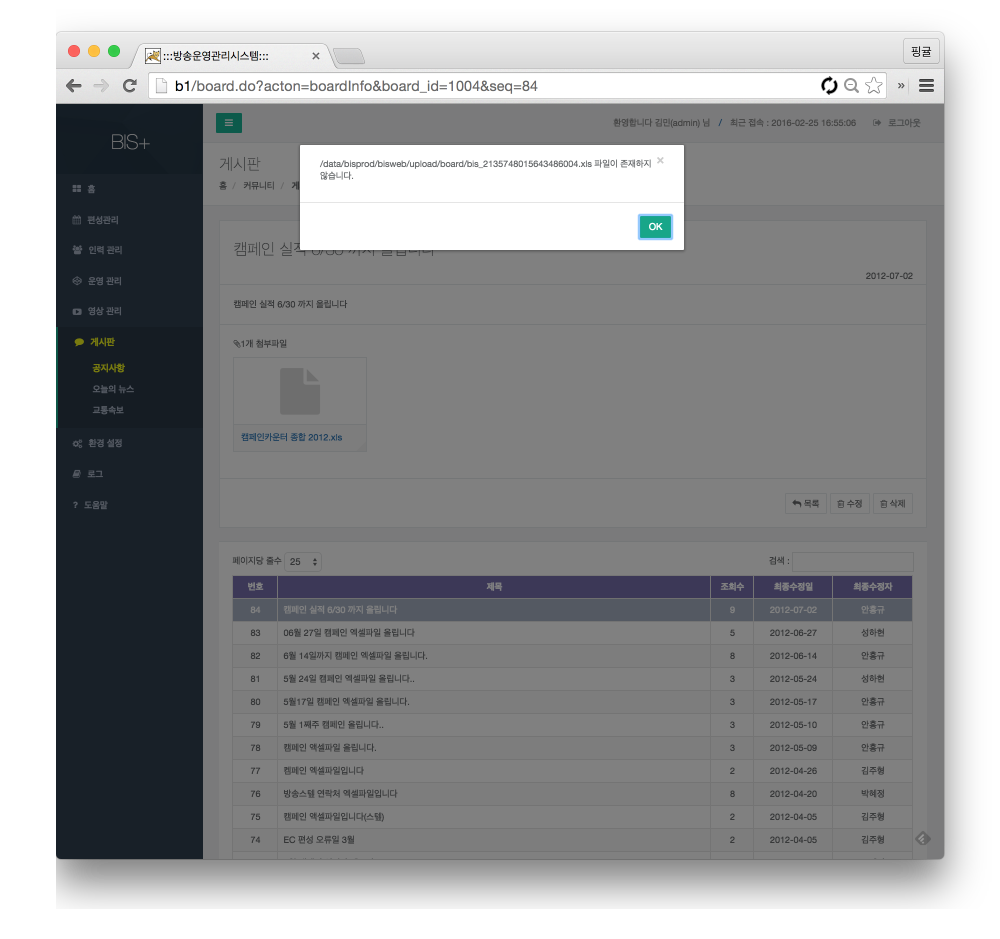 :::방송운영관리시스템:::
핑귤
b1/board.do?acton=boardInfo&board_id=1004&seq=84
BIS+
환영합니다 김민(admin) 님 / 최근 접속 : 2016-02-25 16:55:06 로그아웃
게시판
홈 / 커뮤니티 / 게
/data/bisprod/bisweb/upload/board/bis_2135748015643486004.xls 파일이 존재하지
않습니다.
OK
홈
편성관리
인력 관리
운영 관리
영상 관리
게시판
공지사항
오늘의 뉴스
교통속보
환경 설정
로그
? 도움말
캠페인 실적 6/30 까지 올립니다
2012-07-02
캠페인 실적 6/30 까지 올립니다
1개 첨부파일
캠페인카운터 종합 2012.xls
목록 수정 삭제
페이지당 줄수 25 검색 :
번호 제목 조회수 최종수정일 최종수정자
84 캠페인 실적 6/30 까지 올립니다 9 2012-07-02 안홍규
83 06월 27일 캠페인 엑셀파일 올립니다 5 2012-06-27 성하현
82 6월 14일까지 캠페인 엑셀파일 올립니다. 8 2012-06-14 안홍규
81 5월 24일 캠페인 엑셀파일 올립니다.. 3 2012-05-24 성하현
80 5월17일 캠페인 엑셀파일 올립니다. 3 2012-05-17 안홍규
79 5월 1째주 캠페인 올립니다.. 3 2012-05-10 안홍규
78 캠페인 엑셀파일 올립니다. 3 2012-05-09 안홍규
77 캠페인 엑셀파일입니다 2 2012-04-26 김주형
76 방송스템 연락처 엑셀파일입니다 8 2012-04-20 박혜정
75 캠페인 엑셀파일입니다(스템) 2 2012-04-05 김주형
74 EC 편성 오류일 3월 2 2012-04-05 김주형